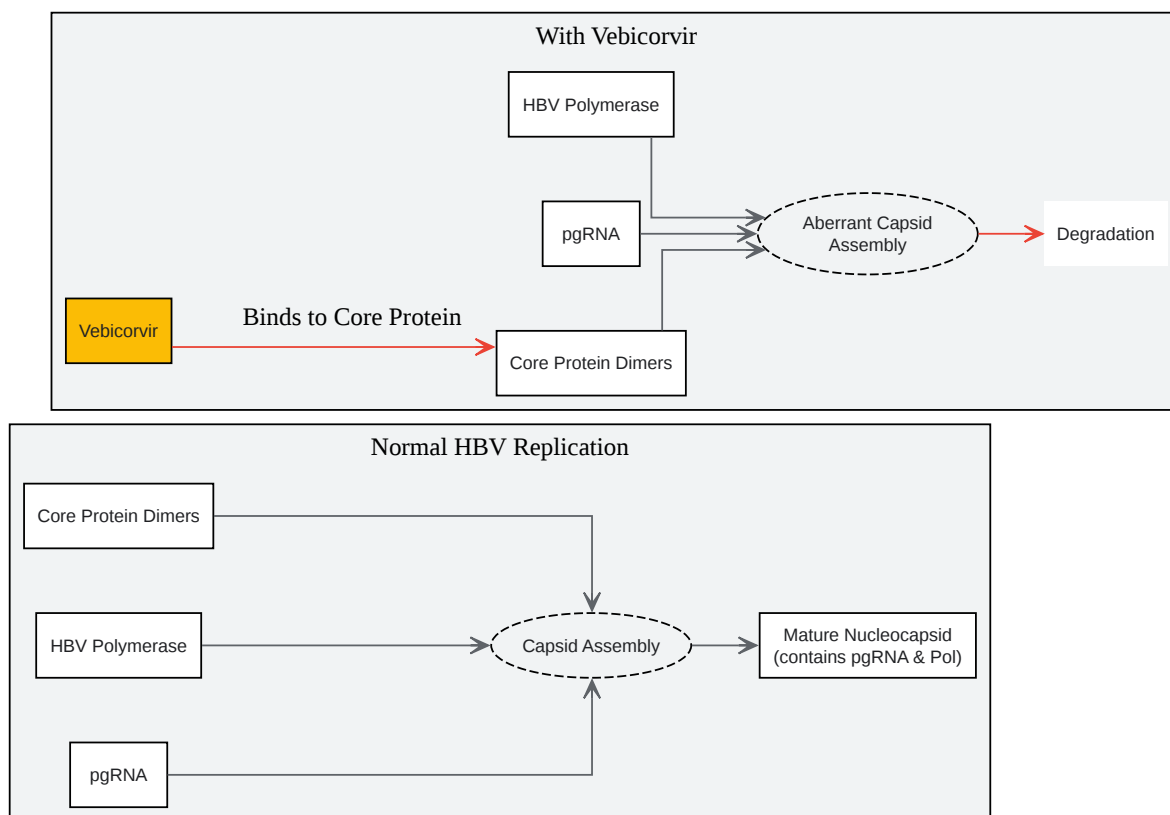 With Vebicorvir
HBV Polymerase
pgRNA
Aberrant Capsid
Assembly
Degradation
Vebicorvir
Binds to Core Protein
Core Protein Dimers
Normal HBV Replication
Core Protein Dimers
HBV Polymerase
Capsid Assembly
Mature Nucleocapsid
(contains pgRNA & Pol)
pgRNA